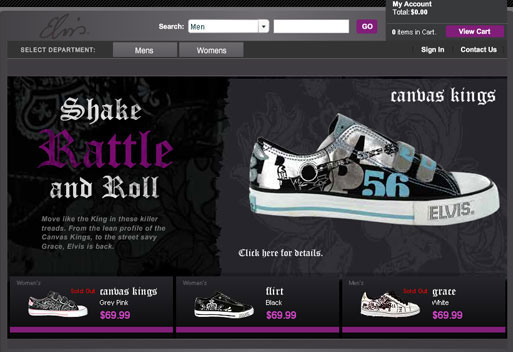 My Account
Total: $0.00
Elvis.
Search: Men GO
0 items in Cart. View Cart
SELECT DEPARTMENT: Mens Womens
Sign In Contact Us
canvas kings
Shake
Rattle
and Roll
56
ELVIS.
Move like the King in these killer
treads. From the lean profile of the
Canvas Kings, to the street savy
Grace, Elvis is back.
Click here for details.
Women's
Sold Out canvas kings
Grey Pink
$69.99
Women's
flirt
Black
$69.99
Men's
Sold Out grace
White
$69.99